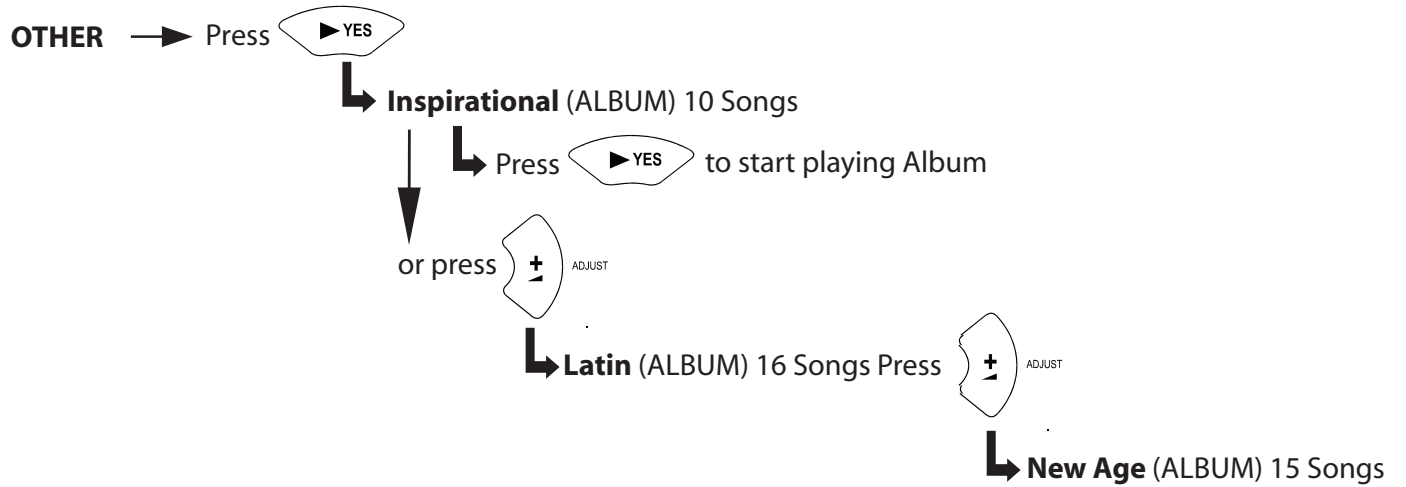 OTHER Press YES
Inspirational (ALBUM) 10 Songs
Press YES to start playing Album
or press + ADJUST
Latin (ALBUM) 16 Songs Press + ADJUST
New Age (ALBUM) 15 Songs